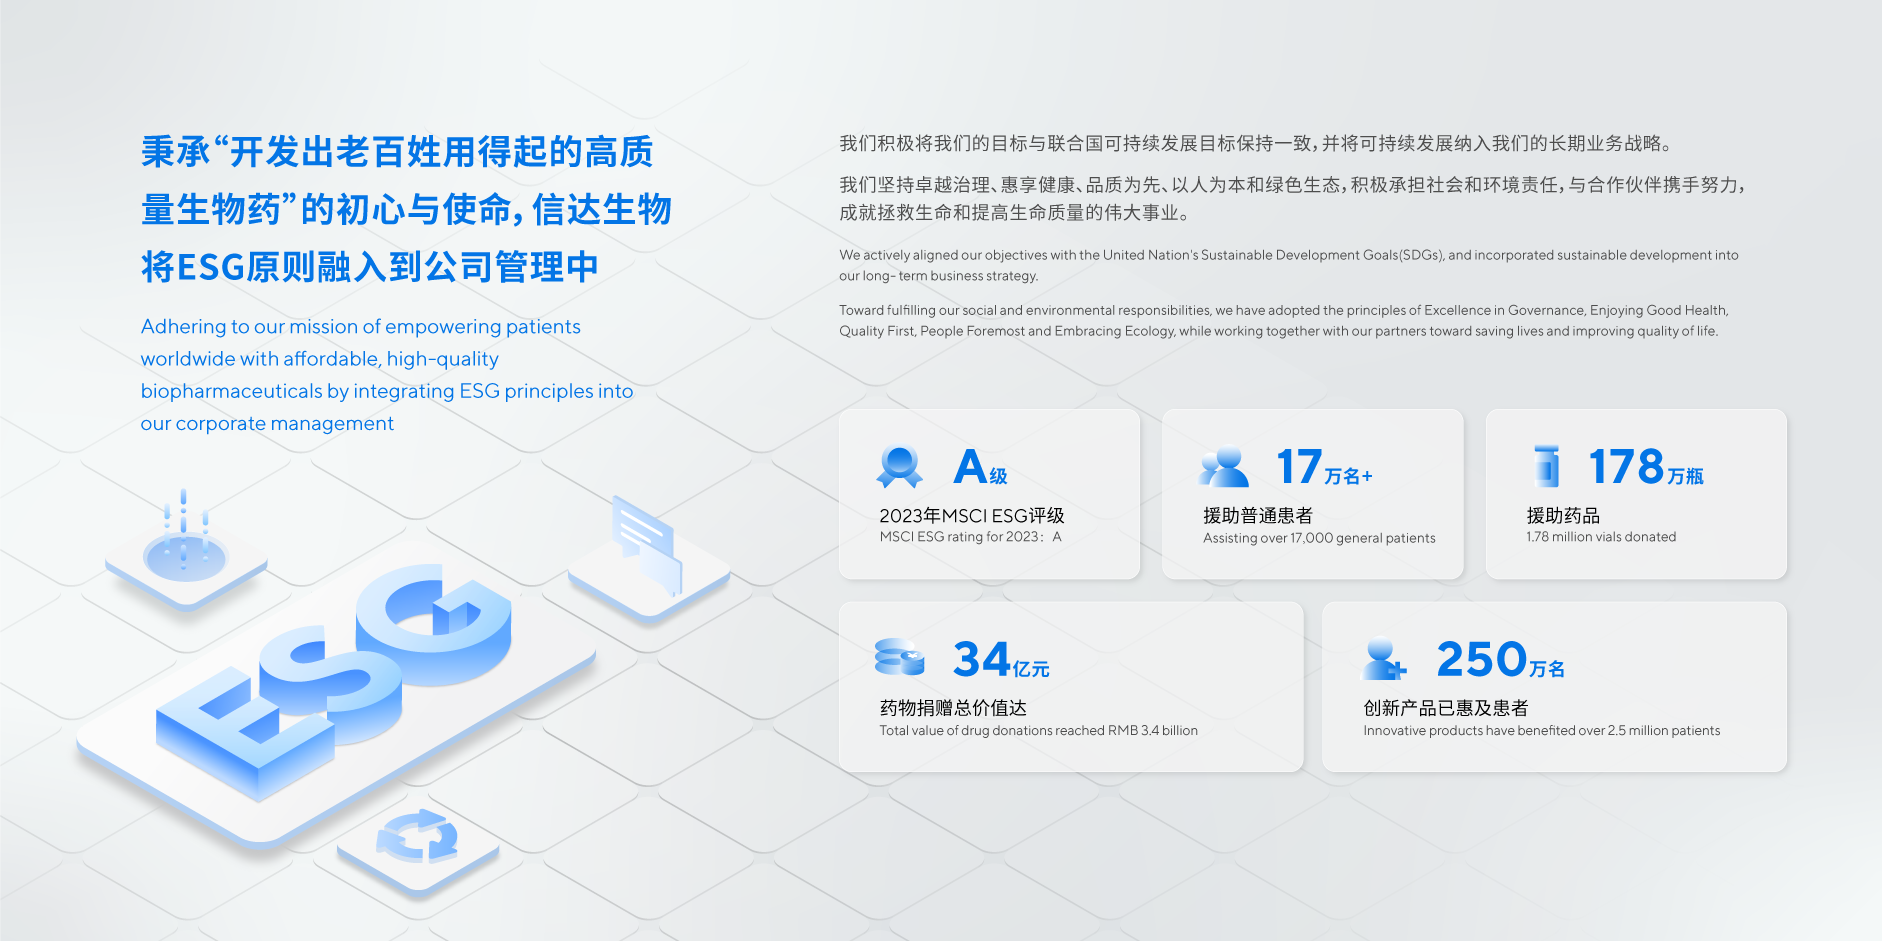 秉承“开发出老百姓用得起的高质
量生物药”的初心与使命，信达生物
将ESG原则融入到公司管理中
Adhering to our mission of empowering patients
worldwide with affordable, high-quality
biopharmaceuticals by integrating ESG principles into
our corporate management
ESG
我们积极将我们的目标与联合国可持续发展目标保持一致，并将可持续发展纳入我们的长期业务战略。
我们坚持卓越治理、惠享健康、品质为先、以人为本和绿色生态，积极承担社会和环境责任，与合作伙伴携手努力，
成就拯救生命和提高生命质量的伟大事业。
We actively aligned our objectives with the United Nation's Sustainable Development Goals(SDGs), and incorporated sustainable development into
our long- term business strategy.
Toward fulfilling our social and environmental responsibilities, we have adopted the principles of Excellence in Governance, Enjoying Good Health,
Quality First, People Foremost and Embracing Ecology, while working together with our partners toward saving lives and improving quality of life.
A级
2023年MSCI ESG评级
MSCI ESG rating for 2023： A
17万名+
援助普通患者
Assisting over 17,000 general patients
178万瓶
援助药品
1.78 million vials donated
34亿元
药物捐赠总价值达
Total value of drug donations reached RMB 3.4 billion
250万名
创新产品已惠及患者
Innovative products have benefited over 2.5 million patients